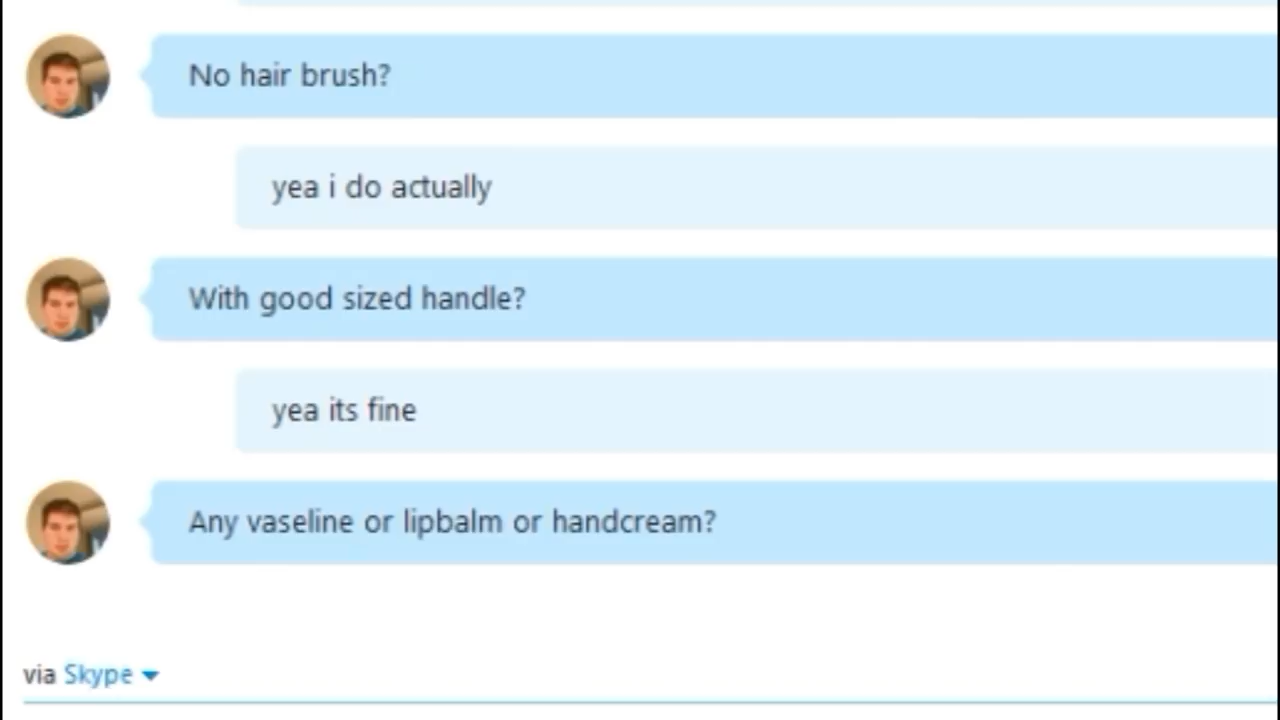 No hair brush?
yea i do actually
With good sized handle?
yea its fine
Any vaseline or lipbalm or handcream?
via Skype